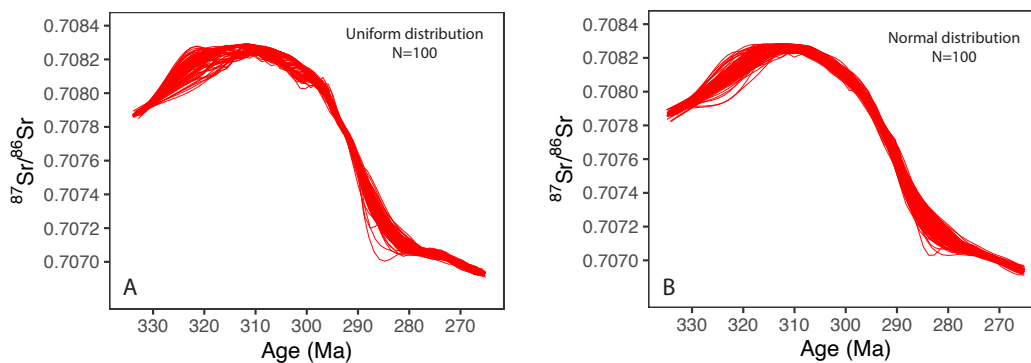 Uniform distribution
N=100
0.7084
0.7082
0.7080
0.7078
0.7076
0.7074
0.7072
0.7070
87Sr/86Sr
A
330 320 310 300 290 280 270
Age (Ma)
Normal distribution
N=100
0.7084
0.7082
0.7080
0.7078
0.7076
0.7074
0.7072
0.7070
87Sr/86Sr
B
330 320 310 300 290 280 270
Age (Ma)